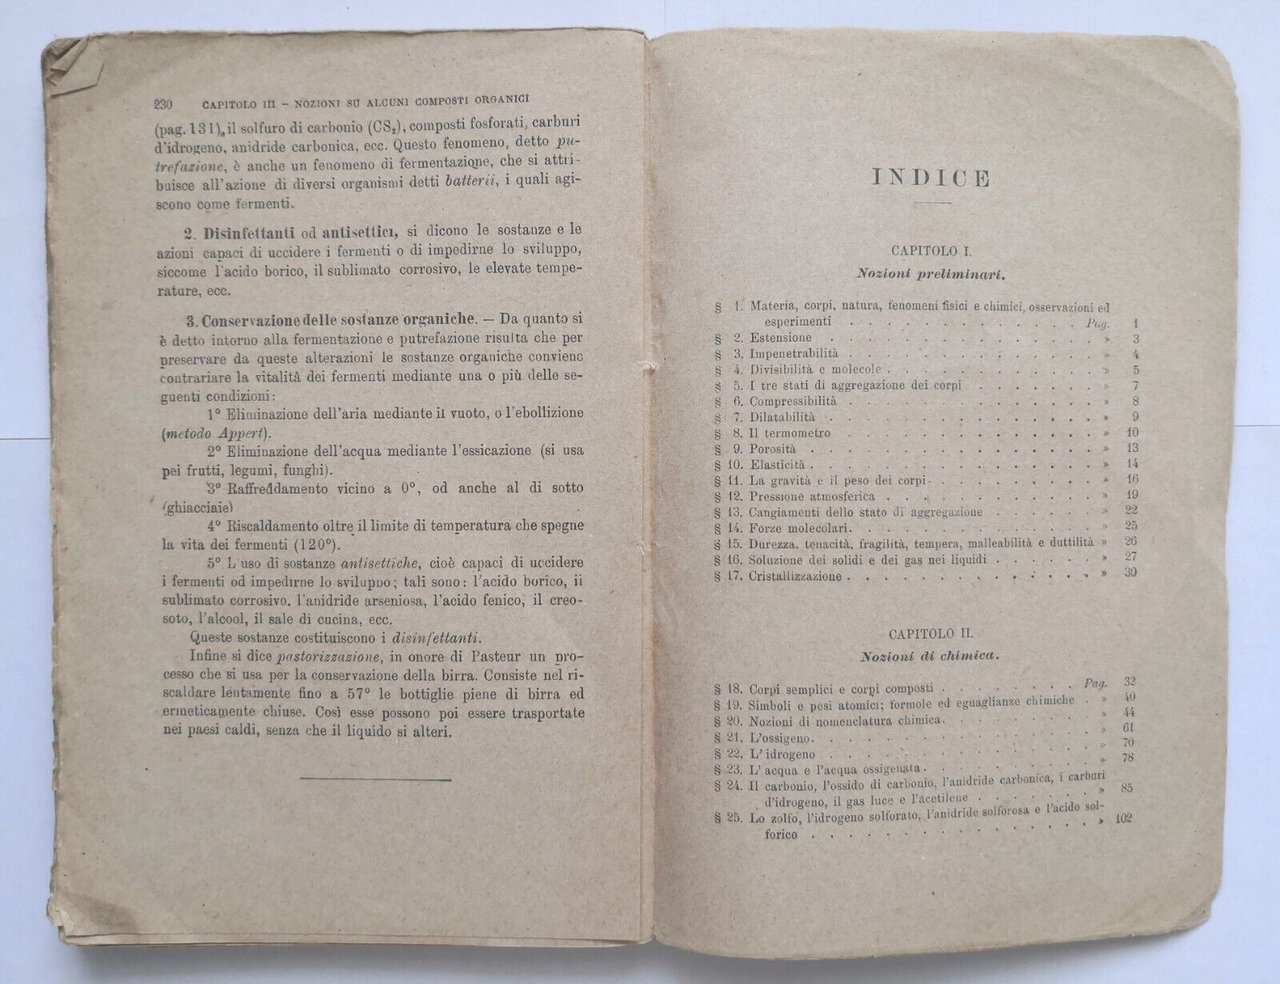 230 CAPITOLO III – NOZIONI SU ALCUNI COMPOSTI ORGANICI
(pag. 131), il solfuro di carbonio (CS₂), composti fosforati, carburi
d'idrogeno, anidride carbonica, ecc. Questo fenomeno, detto pu-
trefazione, è anche un fenomeno di fermentazione, che si attri-
buisce all'azione di diversi organismi detti batterii, i quali agi-
scono come fermenti.
2. Disinfettanti od antisettici, si dicono le sostanze e le
azioni capaci di uccidere i fermenti o di impedirne lo sviluppo,
siccome l'acido borico, il sublimato corrosivo, le elevate tempe-
rature, ecc.
3. Conservazione delle sostanze organiche. — Da quanto si
è detto intorno alla fermentazione e putrefazione risulta che per
preservare da queste alterazioni le sostanze organiche conviene
contrariare la vitalità dei fermenti mediante una o più delle se-
guenti condizioni:
1° Eliminazione dell'aria mediante il vuoto, o l'ebollizione
(metodo Appert).
2° Eliminazione dell'acqua mediante l'essicazione (si usa
pei frutti, legumi, funghi).
3° Raffreddamento vicino a 0°, od anche al di sotto
(ghiacciaie)
4° Riscaldamento oltre il limite di temperatura che spegne
la vita dei fermenti (120°).
5° L'uso di sostanze antisettiche, cioè capaci di uccidere
i fermenti od impedirne lo sviluppo; tali sono: l'acido borico, il
sublimato corrosivo, l'anidride arseniosa, l'acido fenico, il creo-
soto, l'alcool, il sale di cucina, ecc.
Queste sostanze costituiscono i disinfettanti.
Infine si dice pastorizzazione, in onore di Pasteur un pro-
cesso che si usa per la conservazione della birra. Consiste nel ri-
scaldare lentamente fino a 57° le bottiglie piene di birra ed
ermeticamente chiuse. Così esse possono poi essere trasportate
nei paesi caldi, senza che il liquido si alteri.
INDICE
CAPITOLO I.
Nozioni preliminari.
§ 1. Materia, corpi, natura, fenomeni fisici e chimici, osservazioni ed
esperimenti . . . . . . . . . . . . . Pag. 1
§ 2. Estensione . . . . . . . . . . . . . . » 3
§ 3. Impenetrabilità . . . . . . . . . . . . . » 4
§ 4. Divisibilità e molecole . . . . . . . . . . . » 5
§ 5. I tre stati di aggregazione dei corpi . . . . . . . » 7
§ 6. Compressibilità . . . . . . . . . . . . . » 8
§ 7. Dilatabilità . . . . . . . . . . . . . . » 9
§ 8. Il termometro . . . . . . . . . . . . . » 10
§ 9. Porosità . . . . . . . . . . . . . . . » 13
§ 10. Elasticità . . . . . . . . . . . . . . . » 14
§ 11. La gravità e il peso dei corpi . . . . . . . . . » 16
§ 12. Pressione atmosferica . . . . . . . . . . . » 19
§ 13. Cangiamenti dello stato di aggregazione . . . . . . » 22
§ 14. Forze molecolari . . . . . . . . . . . . . » 25
§ 15. Durezza, tenacità, fragilità, tempera, malleabilità e duttilità » 26
§ 16. Soluzione dei solidi e dei gas nei liquidi . . . . . . » 27
§ 17. Cristallizzazione . . . . . . . . . . . . . » 30
CAPITOLO II.
Nozioni di chimica.
§ 18. Corpi semplici e corpi composti . . . . . . . . Pag. 32
§ 19. Simboli e pesi atomici; formole ed eguaglianze chimiche . » 40
§ 20. Nozioni di nomenclatura chimica . . . . . . . . » 44
§ 21. L'ossigeno . . . . . . . . . . . . . . » 61
§ 22. L'idrogeno . . . . . . . . . . . . . . » 70
§ 23. L'acqua e l'acqua ossigenata . . . . . . . . . » 78
§ 24. Il carbonio, l'ossido di carbonio, l'anidride carbonica, i carburi
d'idrogeno, il gas luce e l'acetilene . . . . . . . » 85
§ 25. Lo zolfo, l'idrogeno solforato, l'anidride solforosa e l'acido sol-
forico . . . . . . . . . . . . . . . » 102